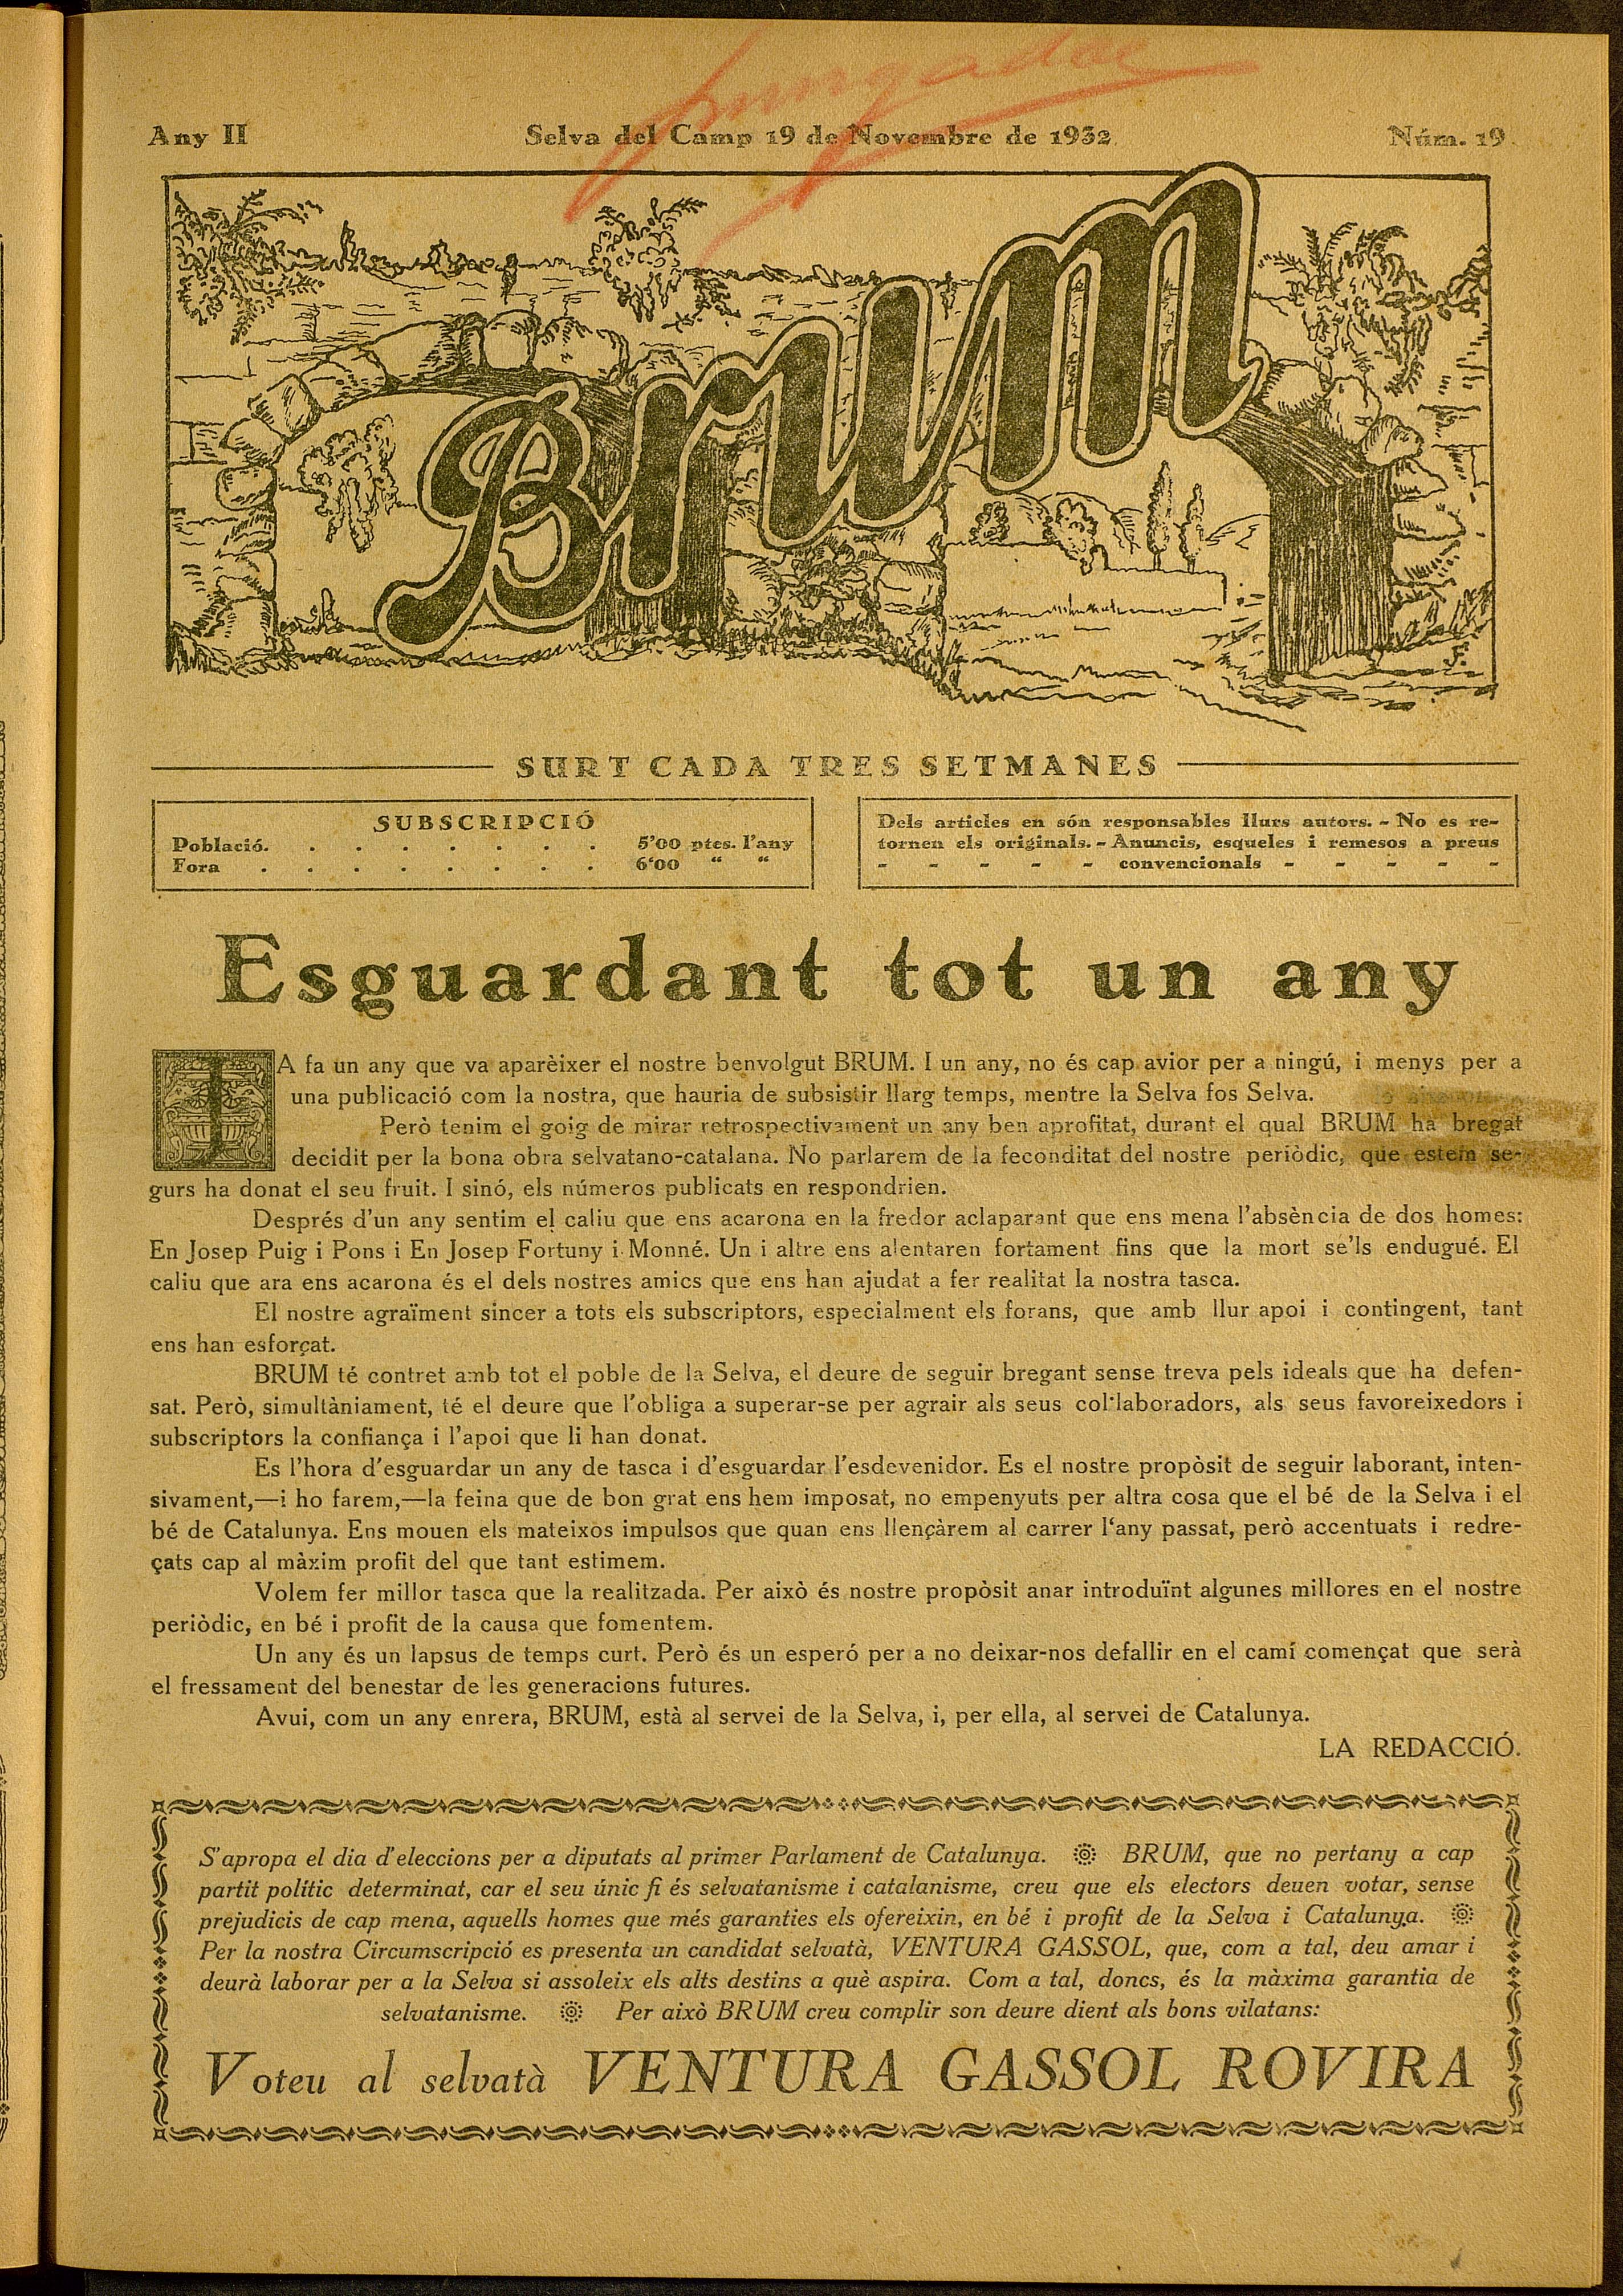 Any II Selva del Camp 19 de Novembre de 1932 Núm. 19
Brum
SURT CADA TRES SETMANES
SUBSCRIPCIÓ
Població. . . . . . . . 5'00 ptes. l'any
Fora . . . . . . . . 6'00 “ “
Dels articles en són responsables llurs autors. - No es re-
tornen els originals. - Anuncis, esqueles i remesos a preus
- - - - - convencionals - - - - -
Esguardant tot un any
JA fa un any que va aparèixer el nostre benvolgut BRUM. I un any, no és cap avior per a ningú, i menys per a
una publicació com la nostra, que hauria de subsistir llarg temps, mentre la Selva fos Selva.
Però tenim el goig de mirar retrospectivament un any ben aprofitat, durant el qual BRUM ha bregat
decidit per la bona obra selvatano-catalana. No parlarem de la feconditat del nostre periòdic, que estem se-
gurs ha donat el seu fruit. I sinó, els números publicats en respondrien.
Després d'un any sentim el caliu que ens acarona en la fredor aclaparant que ens mena l'absència de dos homes:
En Josep Puig i Pons i En Josep Fortuny i Monné. Un i altre ens alentaren fortament fins que la mort se'ls endugué. El
caliu que ara ens acarona és el dels nostres amics que ens han ajudat a fer realitat la nostra tasca.
El nostre agraïment sincer a tots els subscriptors, especialment els forans, que amb llur apoi i contingent, tant
ens han esforçat.
BRUM té contret amb tot el poble de la Selva, el deure de seguir bregant sense treva pels ideals que ha defen-
sat. Però, simultàniament, té el deure que l'obliga a superar-se per agrair als seus col·laboradors, als seus favoreixedors i
subscriptors la confiança i l'apoi que li han donat.
Es l'hora d'esguardar un any de tasca i d'esguardar l'esdevenidor. Es el nostre propòsit de seguir laborant, inten-
sivament,—i ho farem,—la feina que de bon grat ens hem imposat, no empenyuts per altra cosa que el bé de la Selva i el
bé de Catalunya. Ens mouen els mateixos impulsos que quan ens llençàrem al carrer l‘any passat, però accentuats i redre-
çats cap al màxim profit del que tant estimem.
Volem fer millor tasca que la realitzada. Per això és nostre propòsit anar introduïnt algunes millores en el nostre
periòdic, en bé i profit de la causa que fomentem.
Un any és un lapsus de temps curt. Però és un esperó per a no deixar-nos defallir en el camí començat que serà
el fressament del benestar de les generacions futures.
Avui, com un any enrera, BRUM, està al servei de la Selva, i, per ella, al servei de Catalunya.
LA REDACCIÓ.
S'apropa el dia d'eleccions per a diputats al primer Parlament de Catalunya. BRUM, que no pertany a cap
partit polític determinat, car el seu únic fi és selvatanisme i catalanisme, creu que els electors deuen votar, sense
prejudicis de cap mena, aquells homes que més garanties els ofereixin, en bé i profit de la Selva i Catalunya.
Per la nostra Circumscripció es presenta un candidat selvatà, VENTURA GASSOL, que, com a tal, deu amar i
deurà laborar per a la Selva si assoleix els alts destins a què aspira. Com a tal, doncs, és la màxima garantia de
selvatanisme. Per això BRUM creu complir son deure dient als bons vilatans:
Voteu al selvatà VENTURA GASSOL ROVIRA